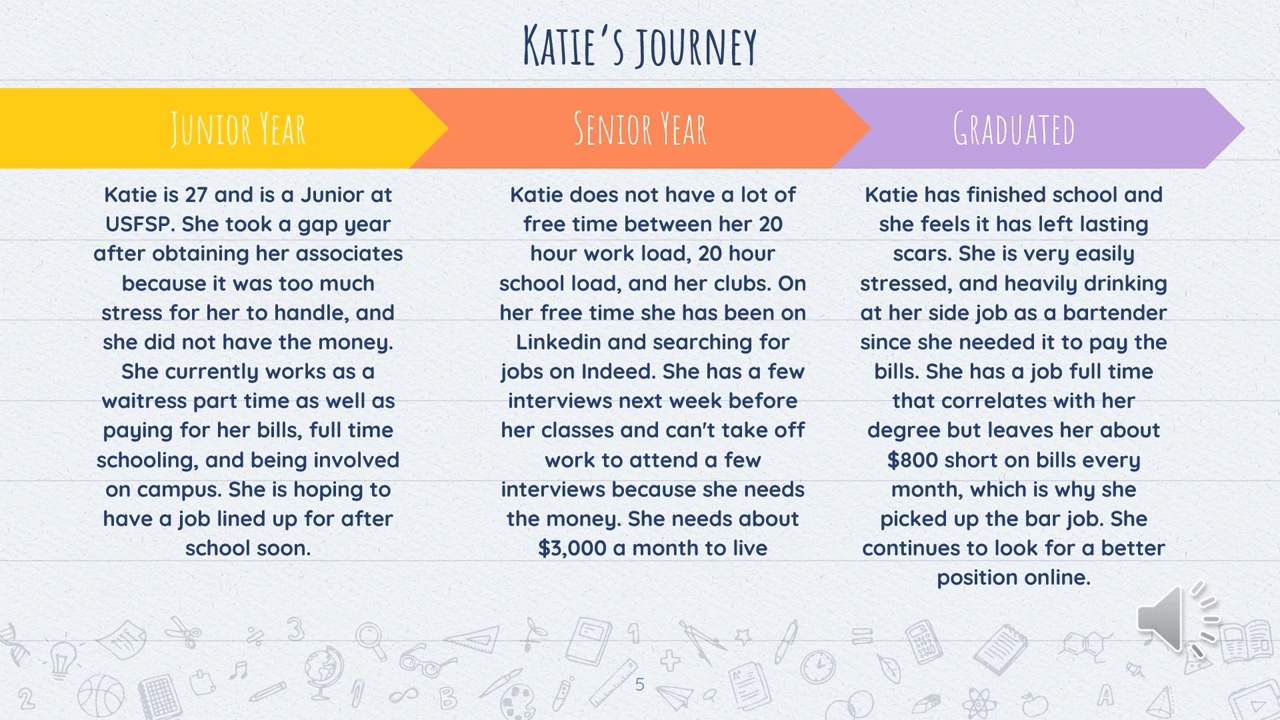 Katie's journey
Junior Year
Senior Year
Graduated
Katie is 27 and is a Junior at
USFSP. She took a gap year
after obtaining her associates
because it was too much
stress for her to handle, and
she did not have the money.
She currently works as a
waitress part time as well as
paying for her bills, full time
schooling, and being involved
on campus. She is hoping to
have a job lined up for after
school soon.
Katie does not have a lot of
free time between her 20
hour work load, 20 hour
school load, and her clubs. On
her free time she has been on
Linkedin and searching for
jobs on Indeed. She has a few
interviews next week before
her classes and can't take off
work to attend a few
interviews because she needs
the money. She needs about
$3,000 a month to live
Katie has finished school and
she feels it has left lasting
scars. She is very easily
stressed, and heavily drinking
at her side job as a bartender
since she needed it to pay the
bills. She has a job full time
that correlates with her
degree but leaves her about
$800 short on bills every
month, which is why she
picked up the bar job. She
continues to look for a better
position online.
5